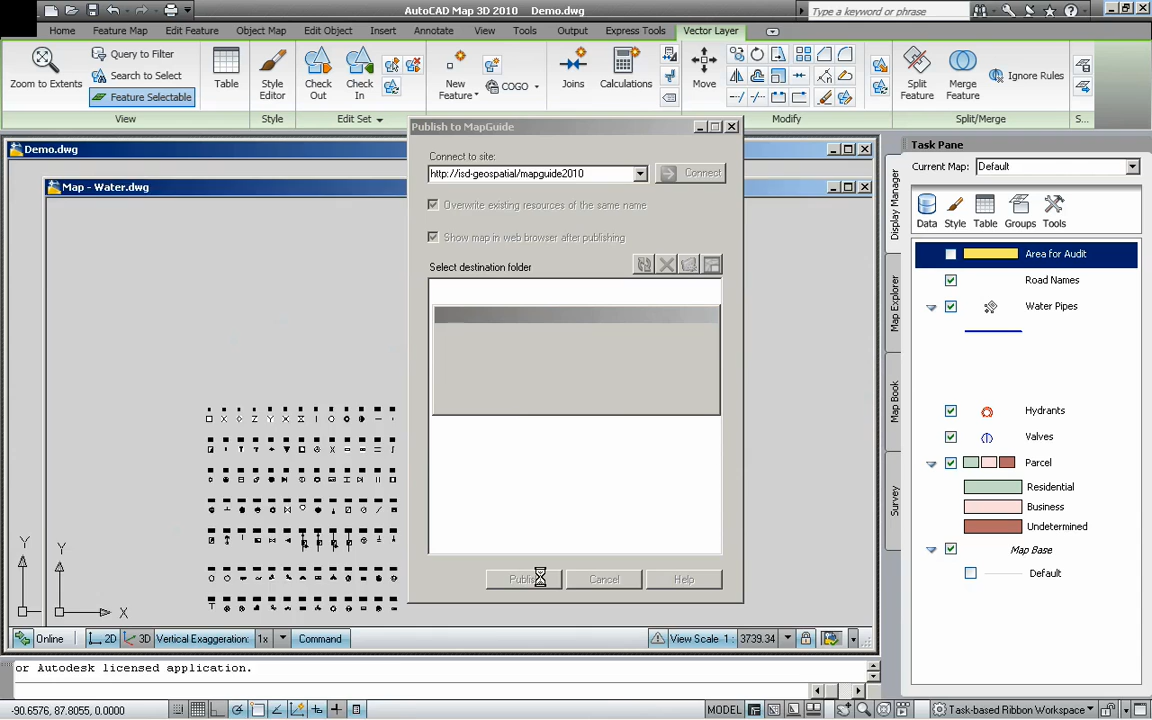 AutoCAD Map 3D 2010 Demo.dwg
Type a keyword or phrase
Home Feature Map Edit Feature Object Map Edit Object Insert Annotate View Tools Output Express Tools Vector Layer
Zoom to Extents
Query to Filter
Search to Select
Feature Selectable
View
Table
Style Editor
Style
Check Out
Check In
Edit Set
New Feature
COGO
Joins
Calculations
Move
Modify
Split Feature
Merge Feature
Ignore Rules
Split/Merge
S...
Demo.dwg
Map - Water.dwg
Publish to MapGuide
Connect to site:
http://isd-geospatial/mapguide2010
Connect
Overwrite existing resources of the same name
Show map in web browser after publishing
Select destination folder
Cancel
Help
Task Pane
Current Map: Default
Data Style Table Groups Tools
Display Manager
Map Explorer
Map Book
Survey
Area for Audit
Road Names
Water Pipes
Hydrants
Valves
Parcel
Residential
Business
Undetermined
Map Base
Default
Y
Y
X
Online 2D 3D Vertical Exaggeration: 1x Command
View Scale 1 : 3739.34
or Autodesk licensed application.
-90.6576, 87.8055, 0.0000
MODEL
Task-based Ribbon Workspace